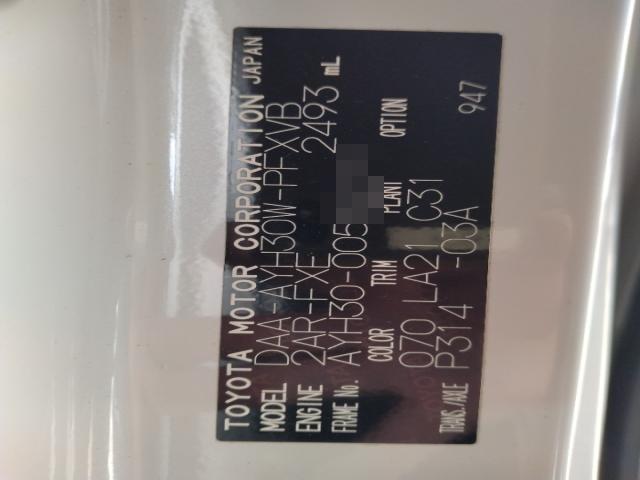 TOYOTA MOTOR CORPORATION JAPAN
MODEL DAA-AYH30W-PFXVB
ENGINE 2AR-FXE 2493 mL
FRAME No. AYH30-005
COLOR TRIM PLANT OPTION
070 LA21 C31
TRANS./AXLE P314 -03A 947